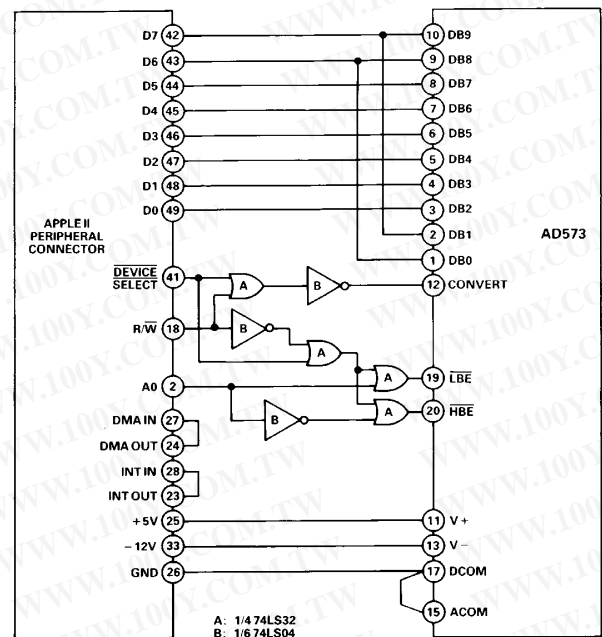 D7 42 10 DB9
D6 43 9 DB8
D5 44 8 DB7
D4 45 7 DB6
D3 46 6 DB5
D2 47 5 DB4
D1 48 4 DB3
D0 49 3 DB2
2 DB1
1 DB0
APPLE II
PERIPHERAL
CONNECTOR
AD573
DEVICE
SELECT 41 A B 12 CONVERT
R/W 18 B
A
A0 2 A 19 LBE
B A 20 HBE
DMA IN 27
DMA OUT 24
INT IN 28
INT OUT 23
+5V 25 11 V+
-12V 33 13 V-
GND 26 17 DCOM
15 ACOM
A: 1/4 74LS32
B: 1/6 74LS04
WWW.100Y.COM.TW